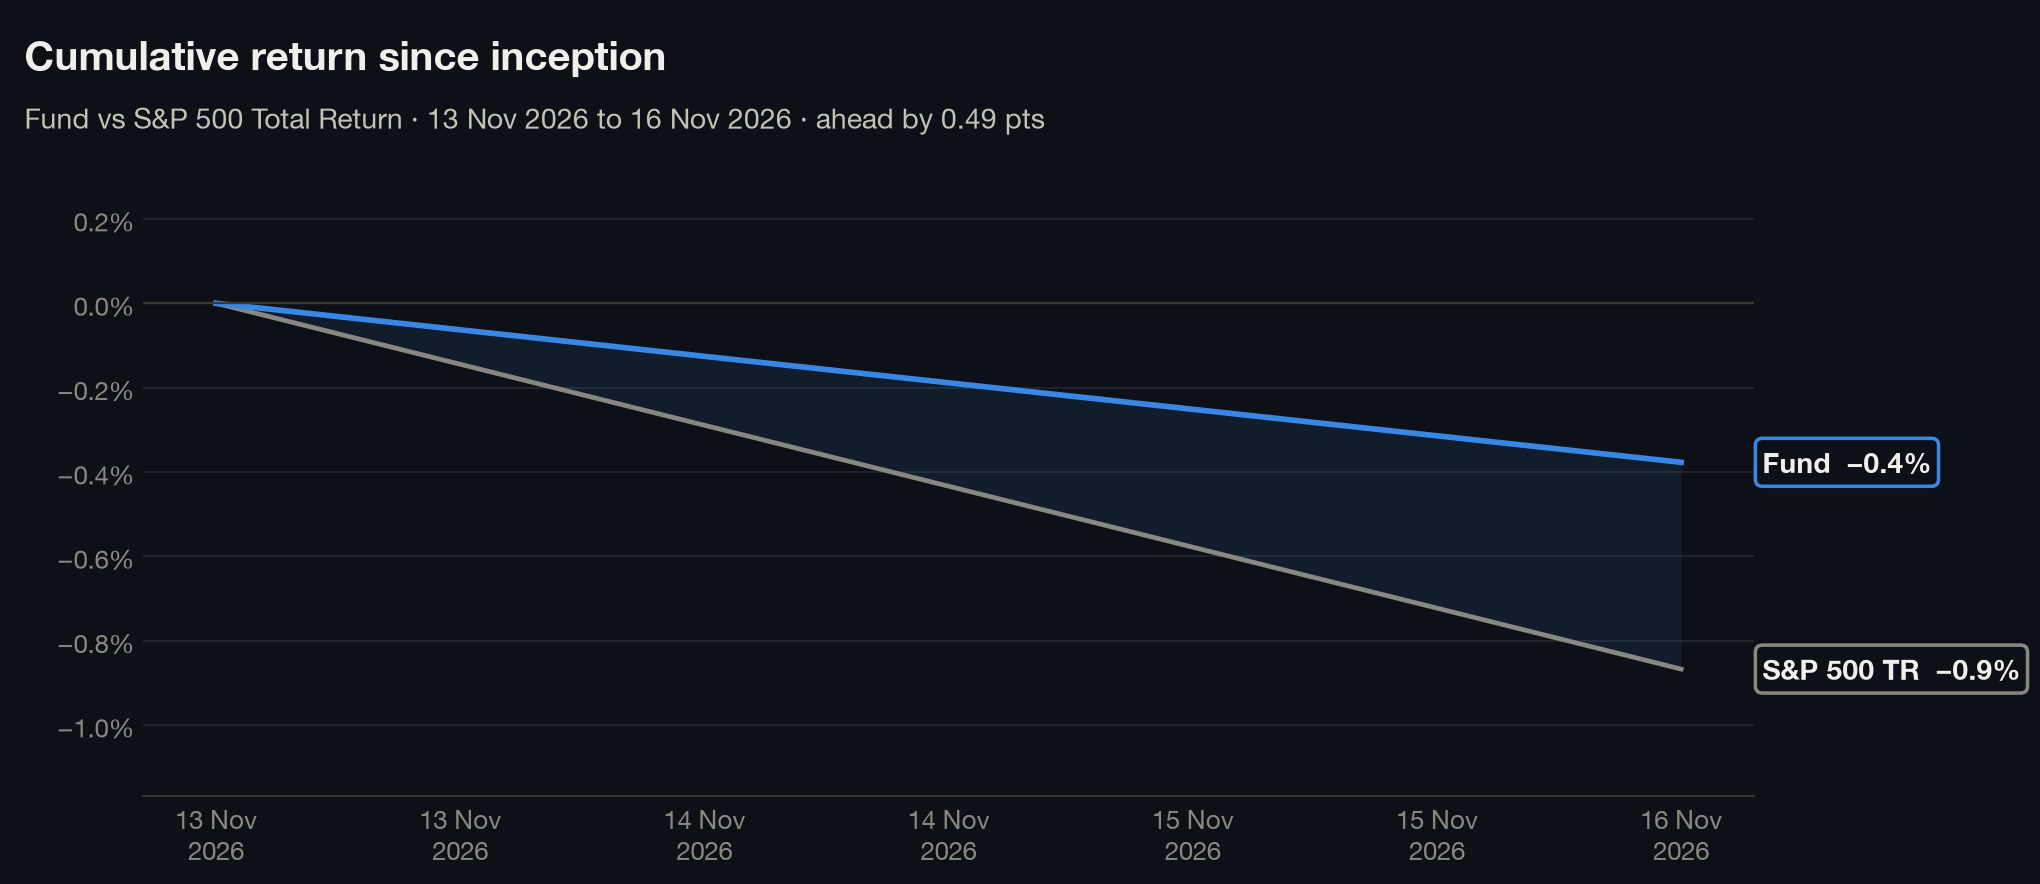 Cumulative return since inception
Fund vs S&P 500 Total Return · 13 Nov 2026 to 16 Nov 2026 · ahead by 0.49 pts
0.2%
0.0%
−0.2%
−0.4%
−0.6%
−0.8%
−1.0%
Fund −0.4%
S&P 500 TR −0.9%
13 Nov 13 Nov 14 Nov 14 Nov 15 Nov 15 Nov 16 Nov
2026 2026 2026 2026 2026 2026 2026